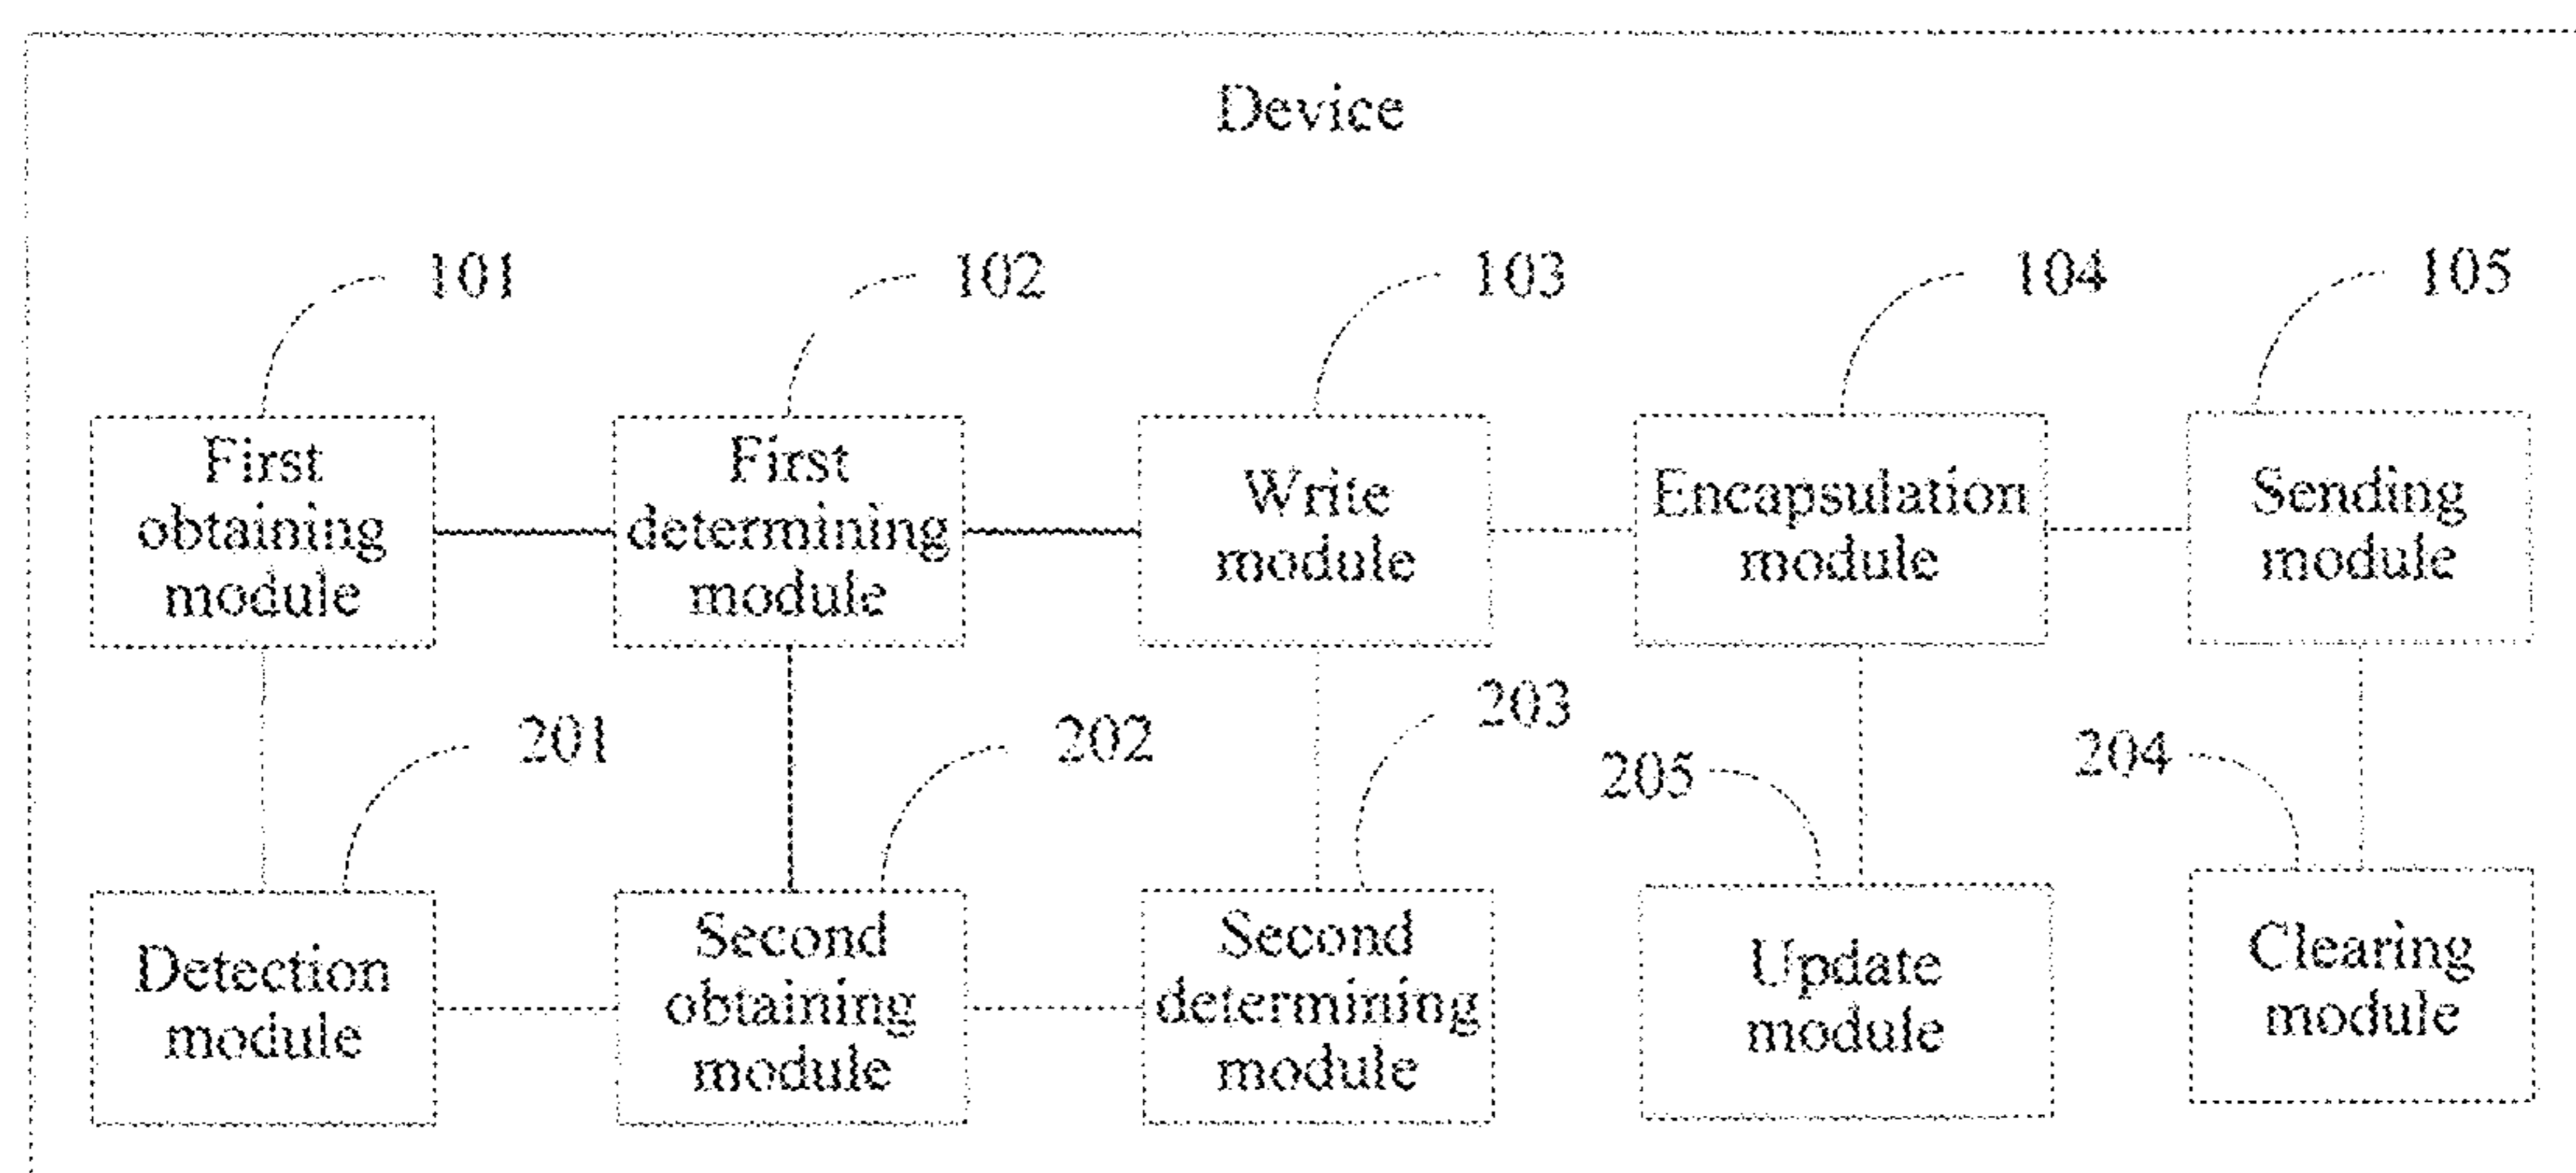 Device
101
102
103
104
105
First
obtaining
module
First
determining
module
Write
module
Encapsulation
module
Sending
module
201
202
203
205
204
Detection
module
Second
obtaining
module
Second
determining
module
Update
module
Clearing
module